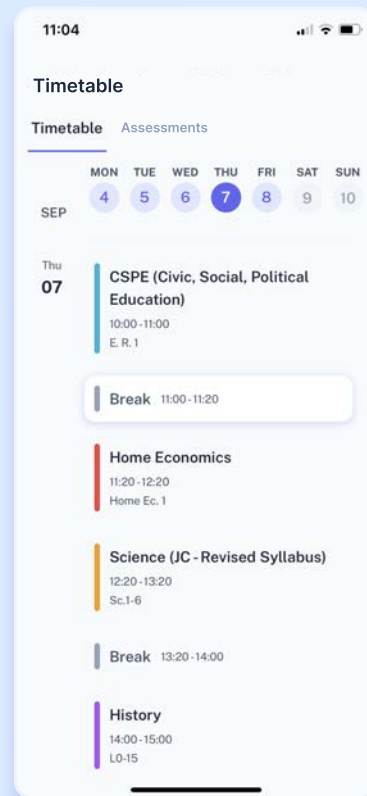 11:04
Timetable
Timetable Assessments
MON TUE WED THU FRI SAT SUN
SEP 4 5 6 7 8 9 10
Thu
07
CSPE (Civic, Social, Political
Education)
10:00-11:00
E. R. 1
Break 11:00-11:20
Home Economics
11:20-12:20
Home Ec. 1
Science (JC - Revised Syllabus)
12:20-13:20
Sc.1-6
Break 13:20-14:00
History
14:00-15:00
L0-15